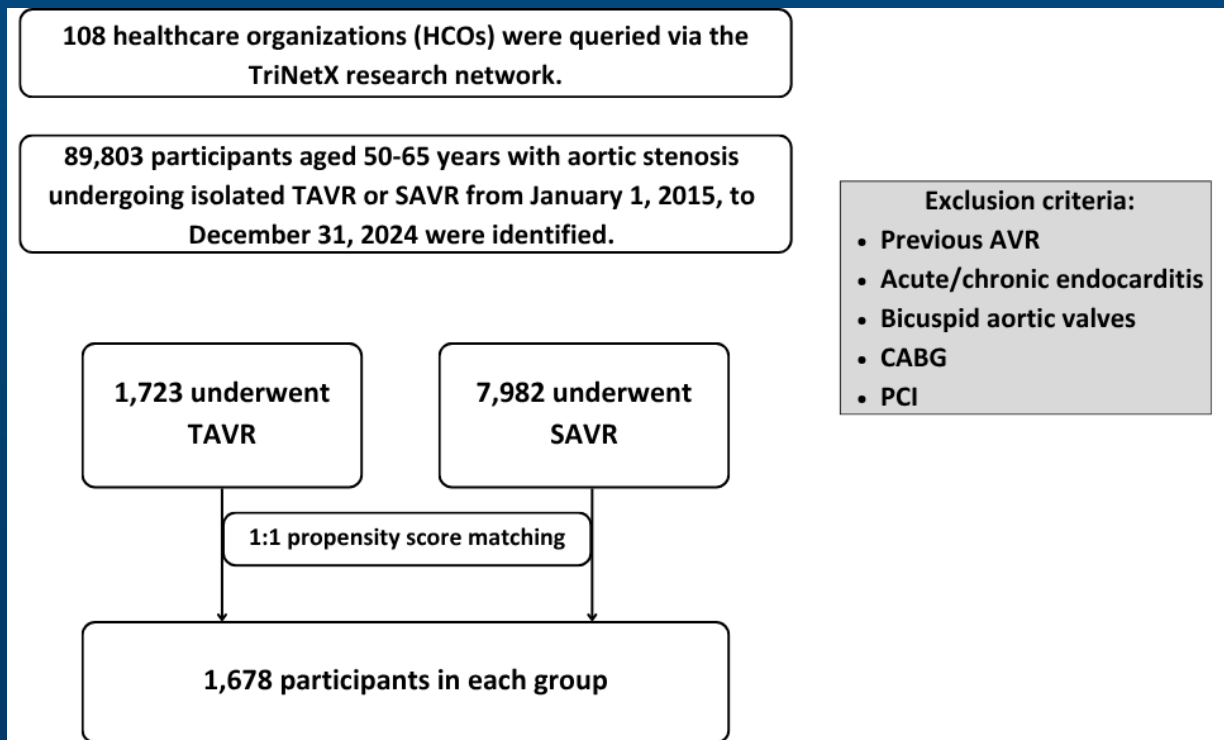 108 healthcare organizations (HCOs) were queried via the
TriNetX research network.
89,803 participants aged 50-65 years with aortic stenosis
undergoing isolated TAVR or SAVR from January 1, 2015, to
December 31, 2024 were identified.
Exclusion criteria:
• Previous AVR
• Acute/chronic endocarditis
• Bicuspid aortic valves
• CABG
• PCI
1,723 underwent
TAVR
7,982 underwent
SAVR
1:1 propensity score matching
1,678 participants in each group